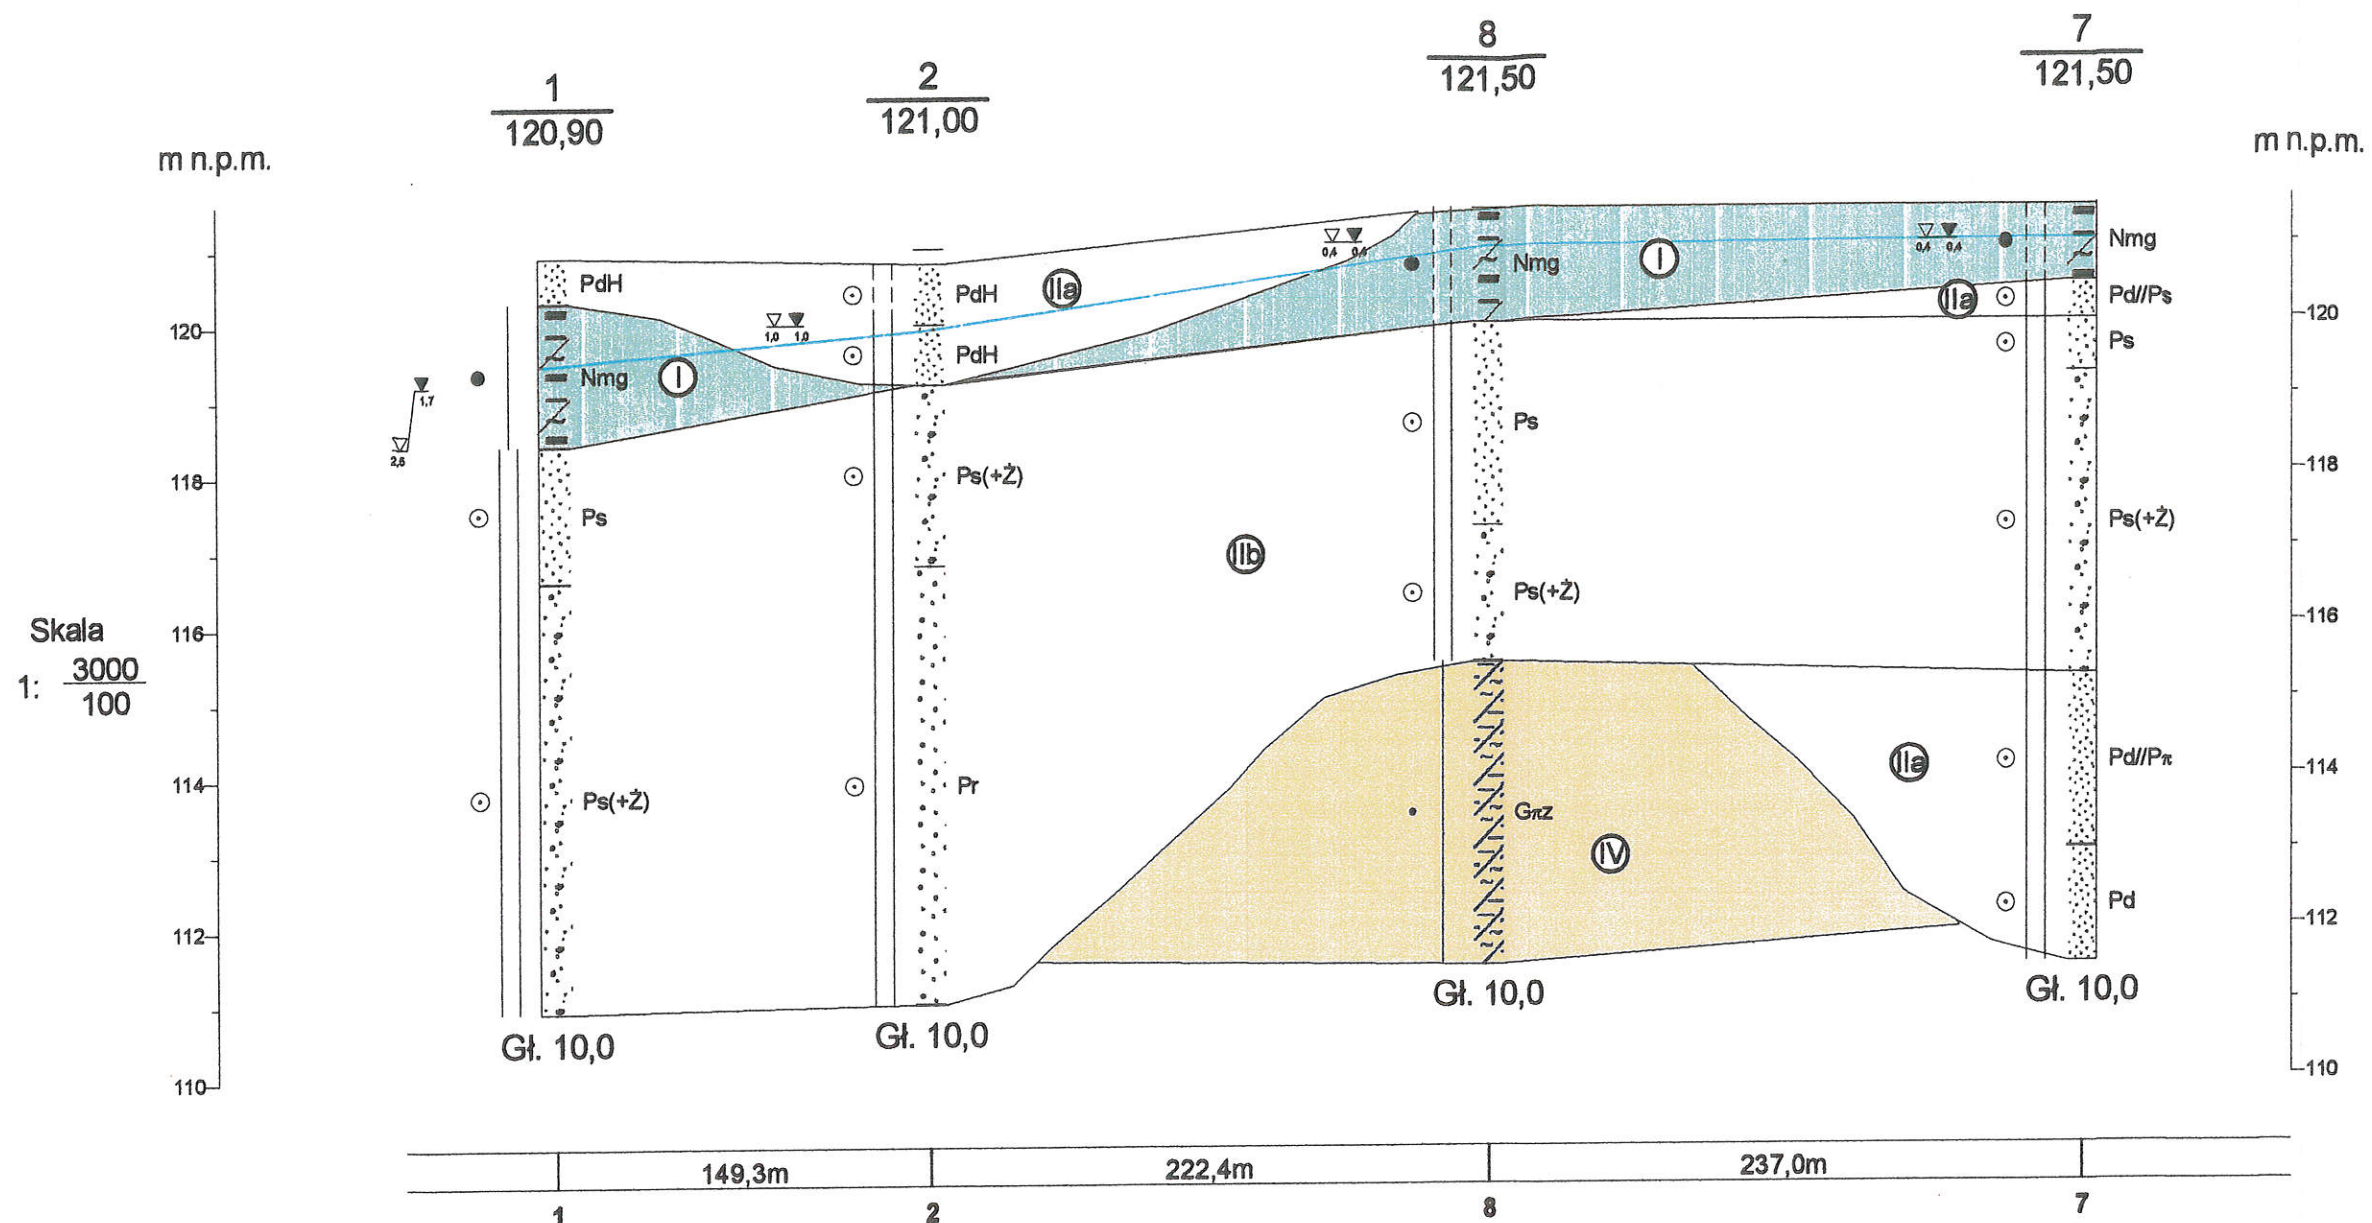 8
121,50
7
121,50
1
120,90
2
121,00
m n.p.m.
m n.p.m.
PdH
PdH
IIa
0,4 0,4
Nmg
I
0,4 0,4
Nmg
Pd//Ps
IIa
120
1,0 1,0
PdH
120
Ps
Nmg
I
1,7
2,5
Ps
118
Ps(+Ż)
118
Ps
IIb
Ps(+Ż)
Ps(+Ż)
116
116
Skala
1: 3000
100
114
Ps(+Ż)
Pr
Gπz
IV
IIa
Pd//Pπ
114
112
Pd
112
Gł. 10,0
Gł. 10,0
Gł. 10,0
Gł. 10,0
110
110
149,3m
222,4m
237,0m
1
2
8
7